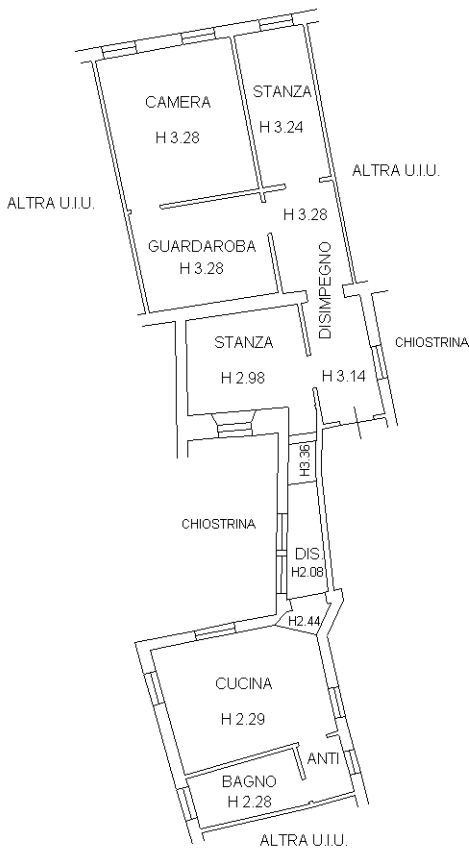 CAMERA
H 3.28
STANZA
H 3.24
ALTRA U.I.U.
ALTRA U.I.U.
H 3.28
GUARDAROBA
H 3.28
DISIMPEGNO
STANZA
H 2.98
CHIOSTRINA
H 3.14
H3.36
CHIOSTRINA
DIS.
H2.08
H2.44
CUCINA
H 2.29
ANTI
BAGNO
H 2.28
ALTRA U.I.U.